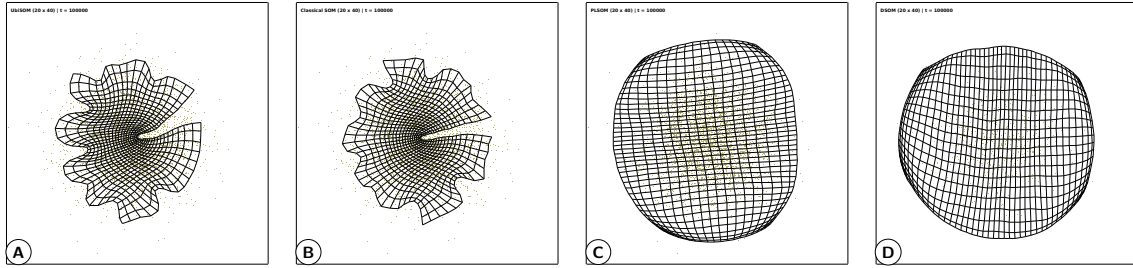 UbiSOM (20 x 40) | t = 100000
Classical SOM (20 x 40) | t = 100000
PLSOM (20 x 40) | t = 100000
DSOM (20 x 40) | t = 100000
A
B
C
D